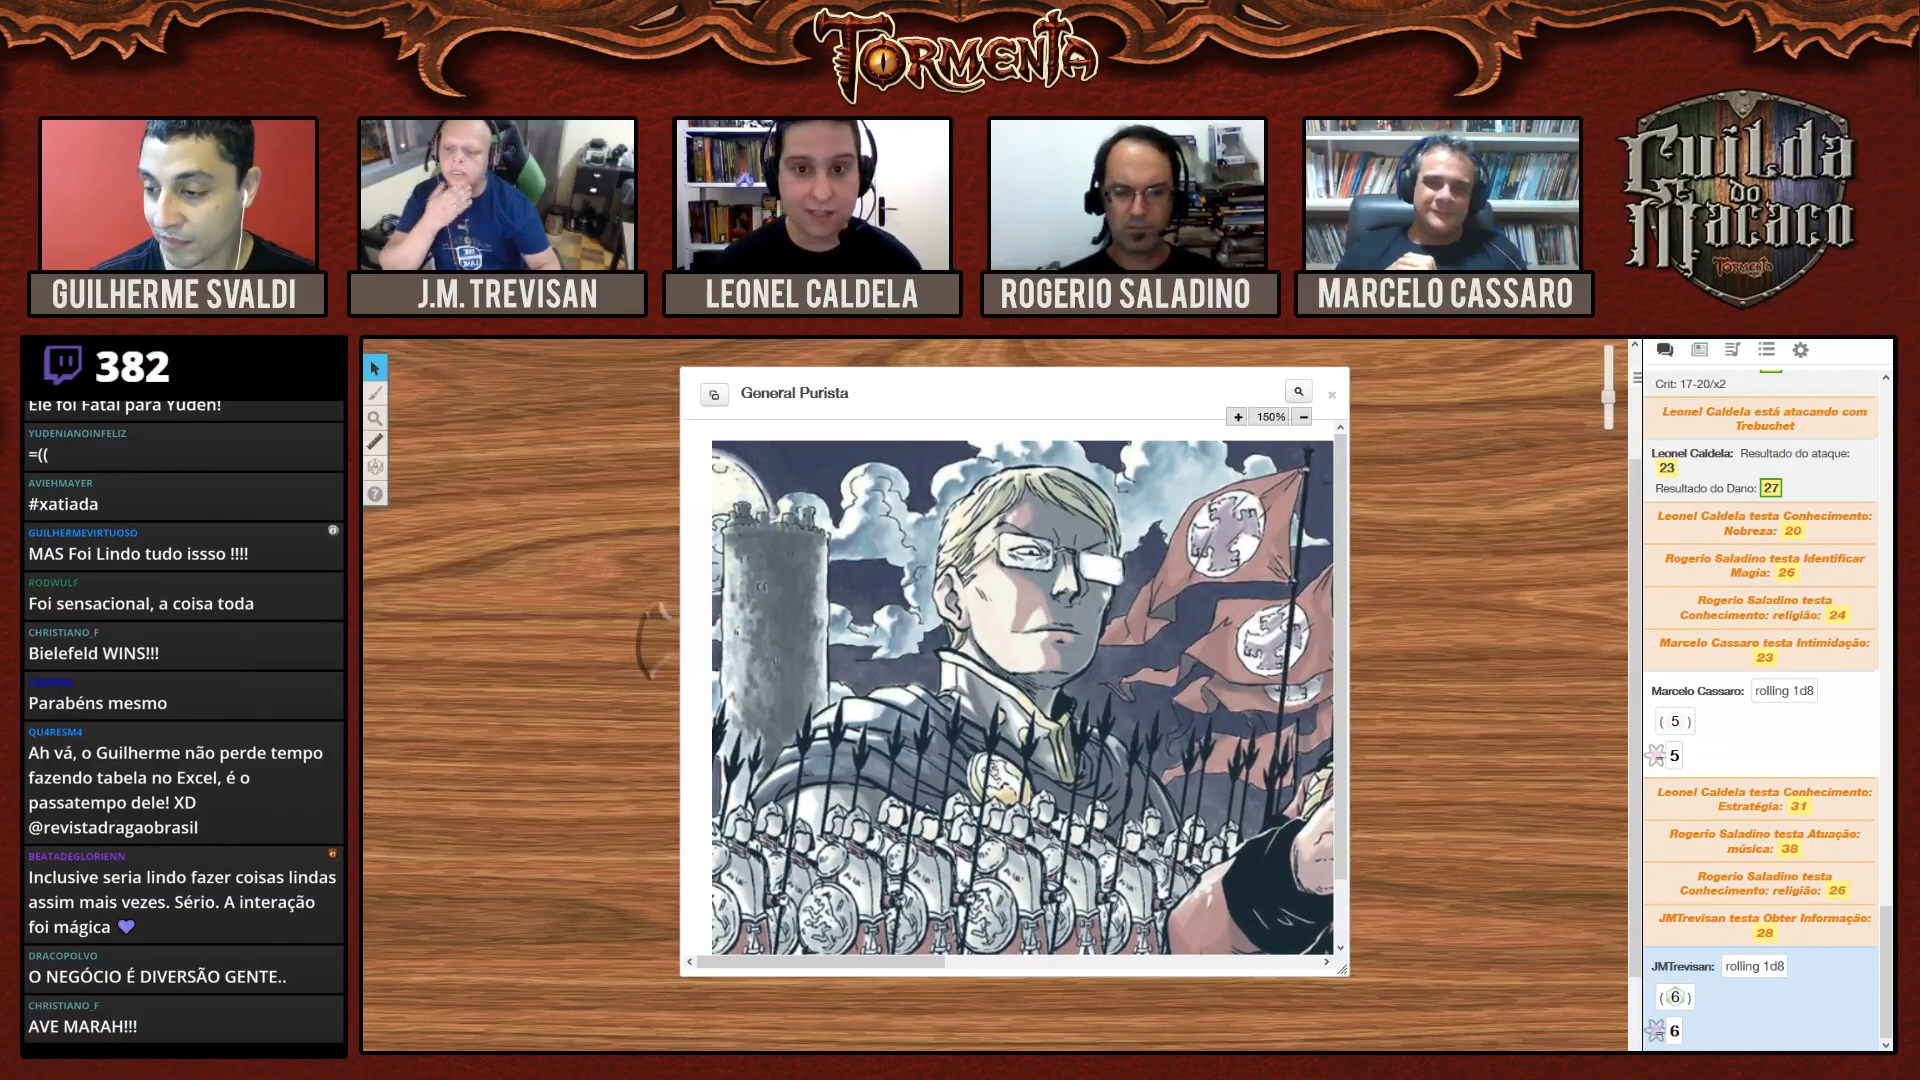 TORMENTA
GUILHERME SVALDI
J.M. TREVISAN
LEONEL CALDELA
ROGERIO SALADINO
MARCELO CASSARO
Guilda
do
Macaco
TORMENTA
382
Ele foi Fatal para Yuden!
YUDENIANOINFELIZ
=((
AVIEHMAYER
#xatiada
GUILHERMEVIRTUOSO
MAS Foi Lindo tudo issso !!!!
RODWULF
Foi sensacional, a coisa toda
CHRISTIANO_F
Bielefeld WINS!!!
Parabéns mesmo
QU4RESM4
Ah vá, o Guilherme não perde tempo
fazendo tabela no Excel, é o
passatempo dele! XD
@revistadragaobrasil
BEATADEGLORIENN
Inclusive seria lindo fazer coisas lindas
assim mais vezes. Sério. A interação
foi mágica 💜
DRACOPOLVO
O NEGÓCIO É DIVERSÃO GENTE..
CHRISTIANO_F
AVE MARAH!!!
General Purista
+ 150% −
Crit: 17-20/x2
Leonel Caldela está atacando com
Trebuchet
Leonel Caldela: Resultado do ataque:
23
Resultado do Dano: 27
Leonel Caldela testa Conhecimento:
Nobreza: 20
Rogerio Saladino testa Identificar
Magia: 26
Rogerio Saladino testa
Conhecimento: religião: 24
Marcelo Cassaro testa Intimidação:
23
Marcelo Cassaro: rolling 1d8
(5)
= 5
Leonel Caldela testa Conhecimento:
Estratégia: 31
Rogerio Saladino testa Atuação:
música: 38
Rogerio Saladino testa
Conhecimento: religião: 26
JMTrevisan testa Obter Informação:
28
JMTrevisan: rolling 1d8
(6)
= 6